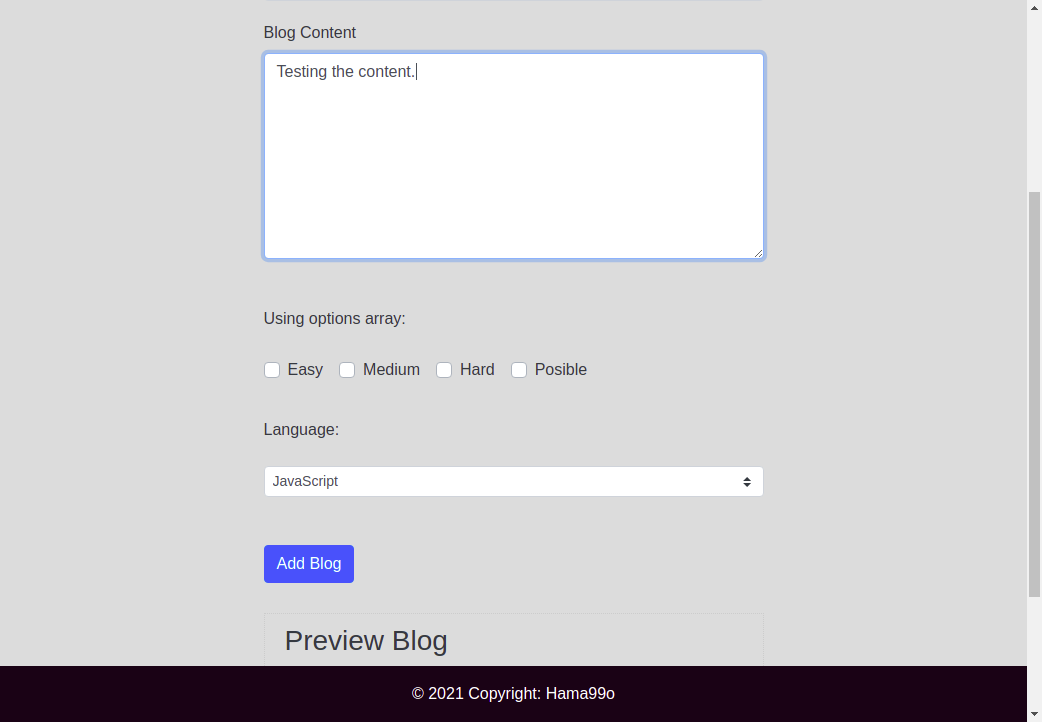 Blog Content
Testing the content.
Using options array:
Easy Medium Hard Posible
Language:
JavaScript
Add Blog
Preview Blog
© 2021 Copyright: Hama99o